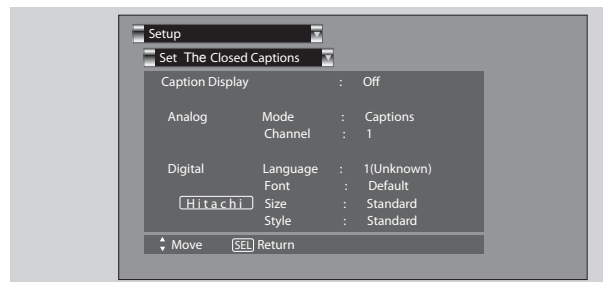 Setup
Set The Closed Captions
Caption Display : Off
Analog Mode : Captions
Channel : 1
Digital Language : 1(Unknown)
Font : Default
Hitachi Size : Standard
Style : Standard
Move SEL Return